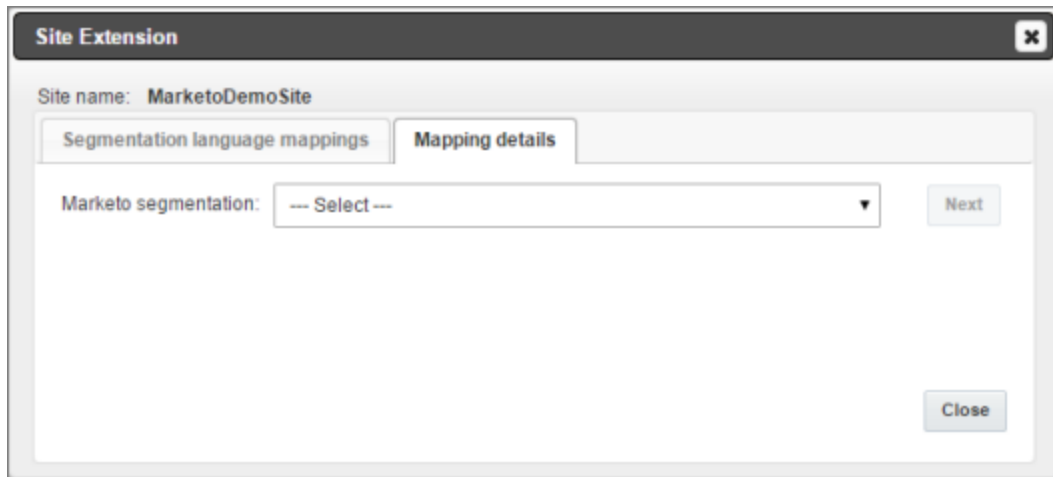 Site Extension
Site name: MarketoDemoSite
Segmentation language mappings Mapping details
Marketo segmentation: --- Select --- Next
Close